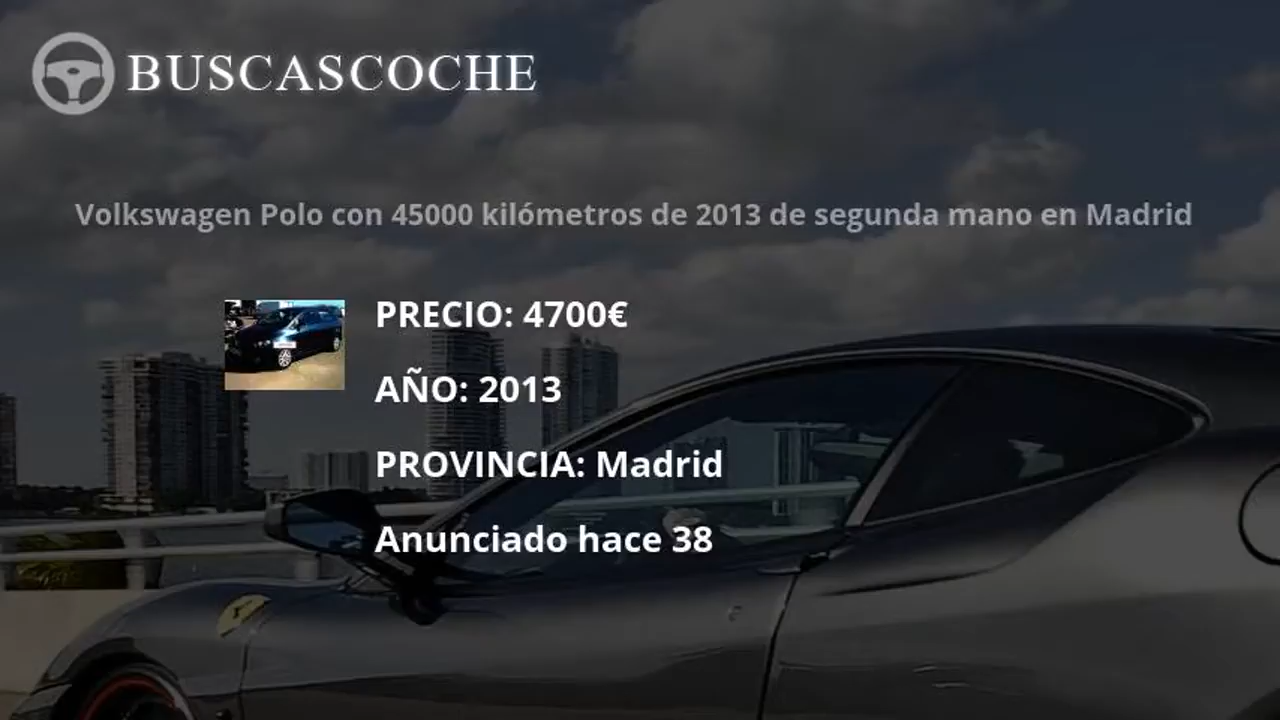 BUSCASCOCHE
Volkswagen Polo con 45000 kilómetros de 2013 de segunda mano en Madrid
PRECIO: 4700€
AÑO: 2013
PROVINCIA: Madrid
Anunciado hace 38